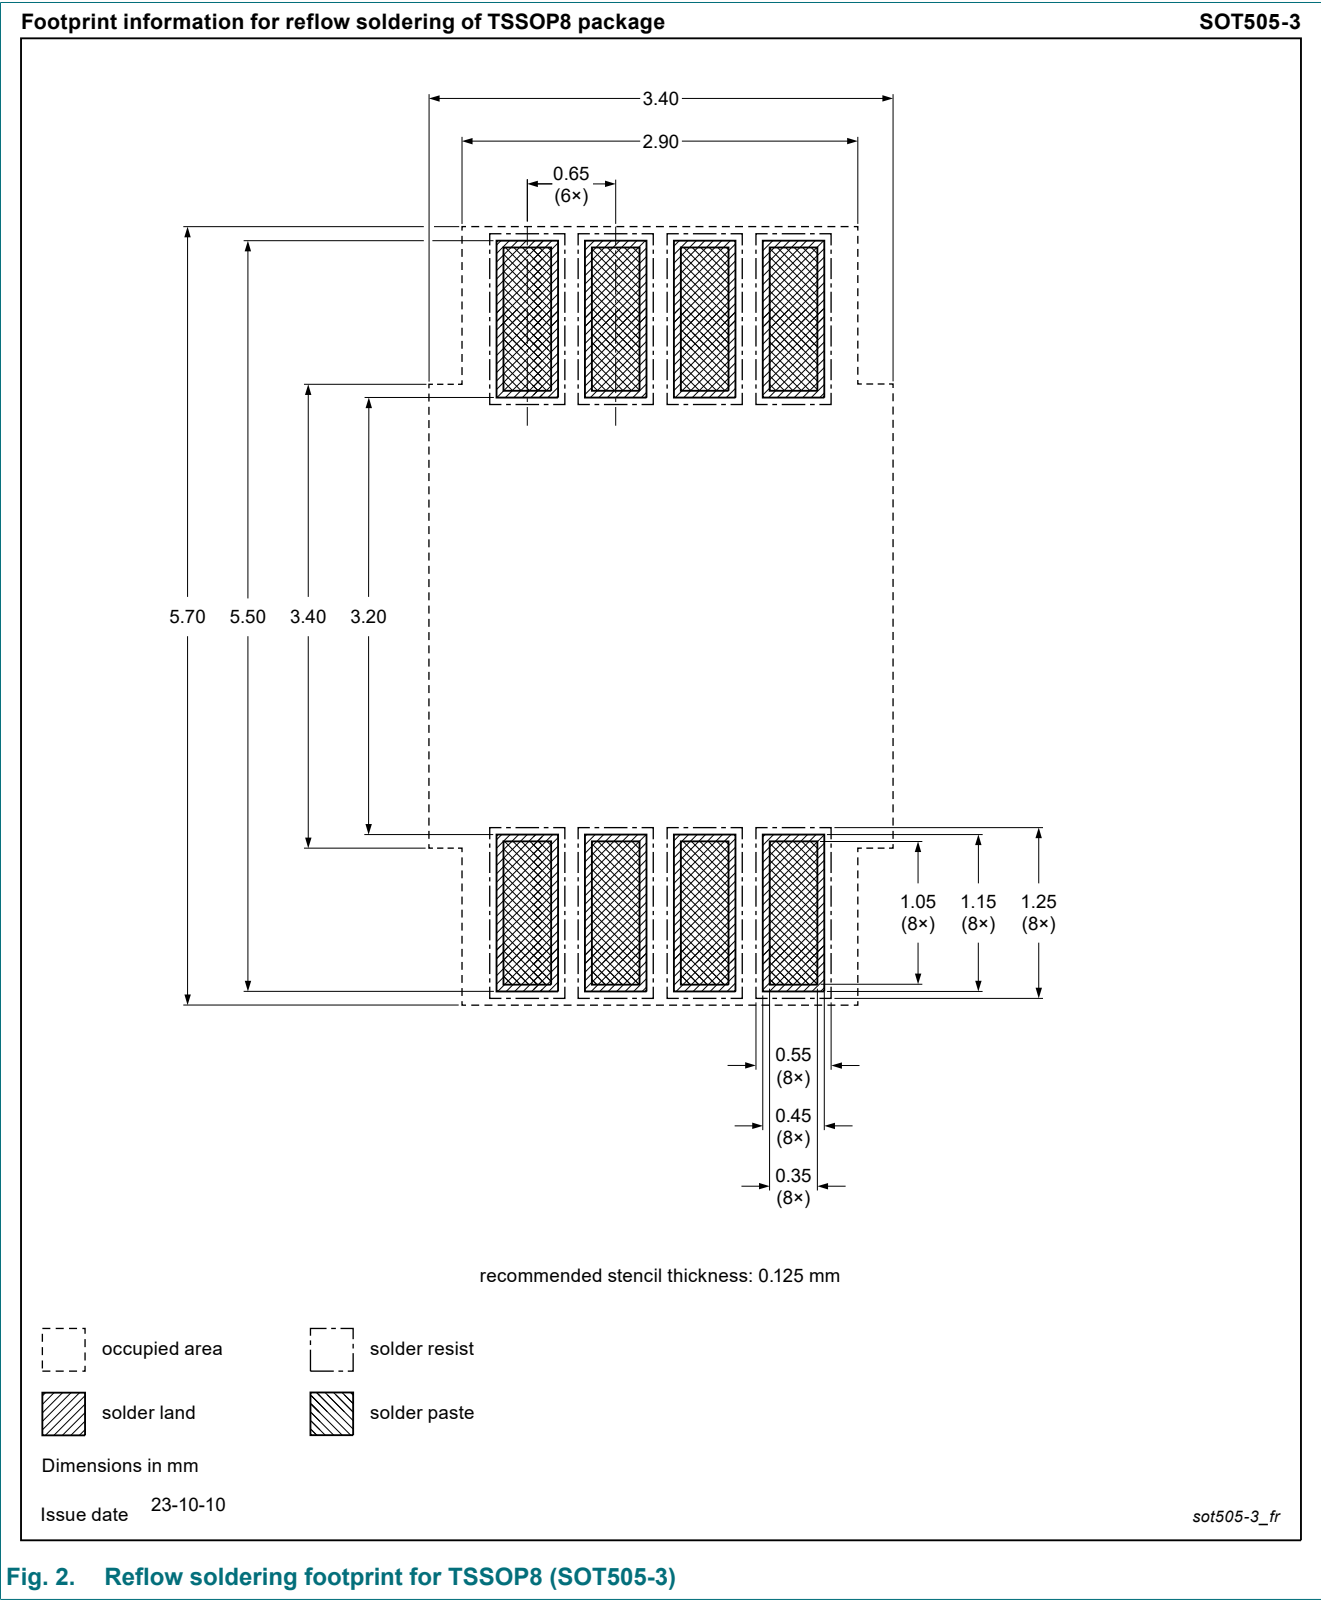 Footprint information for reflow soldering of TSSOP8 package SOT505-3
3.40
2.90
0.65
(6×)
5.70 5.50 3.40 3.20
1.05 1.15 1.25
(8×) (8×) (8×)
0.55
(8×)
0.45
(8×)
0.35
(8×)
recommended stencil thickness: 0.125 mm
occupied area solder resist
solder land solder paste
Dimensions in mm
Issue date 23-10-10
sot505-3_fr
Fig. 2. Reflow soldering footprint for TSSOP8 (SOT505-3)